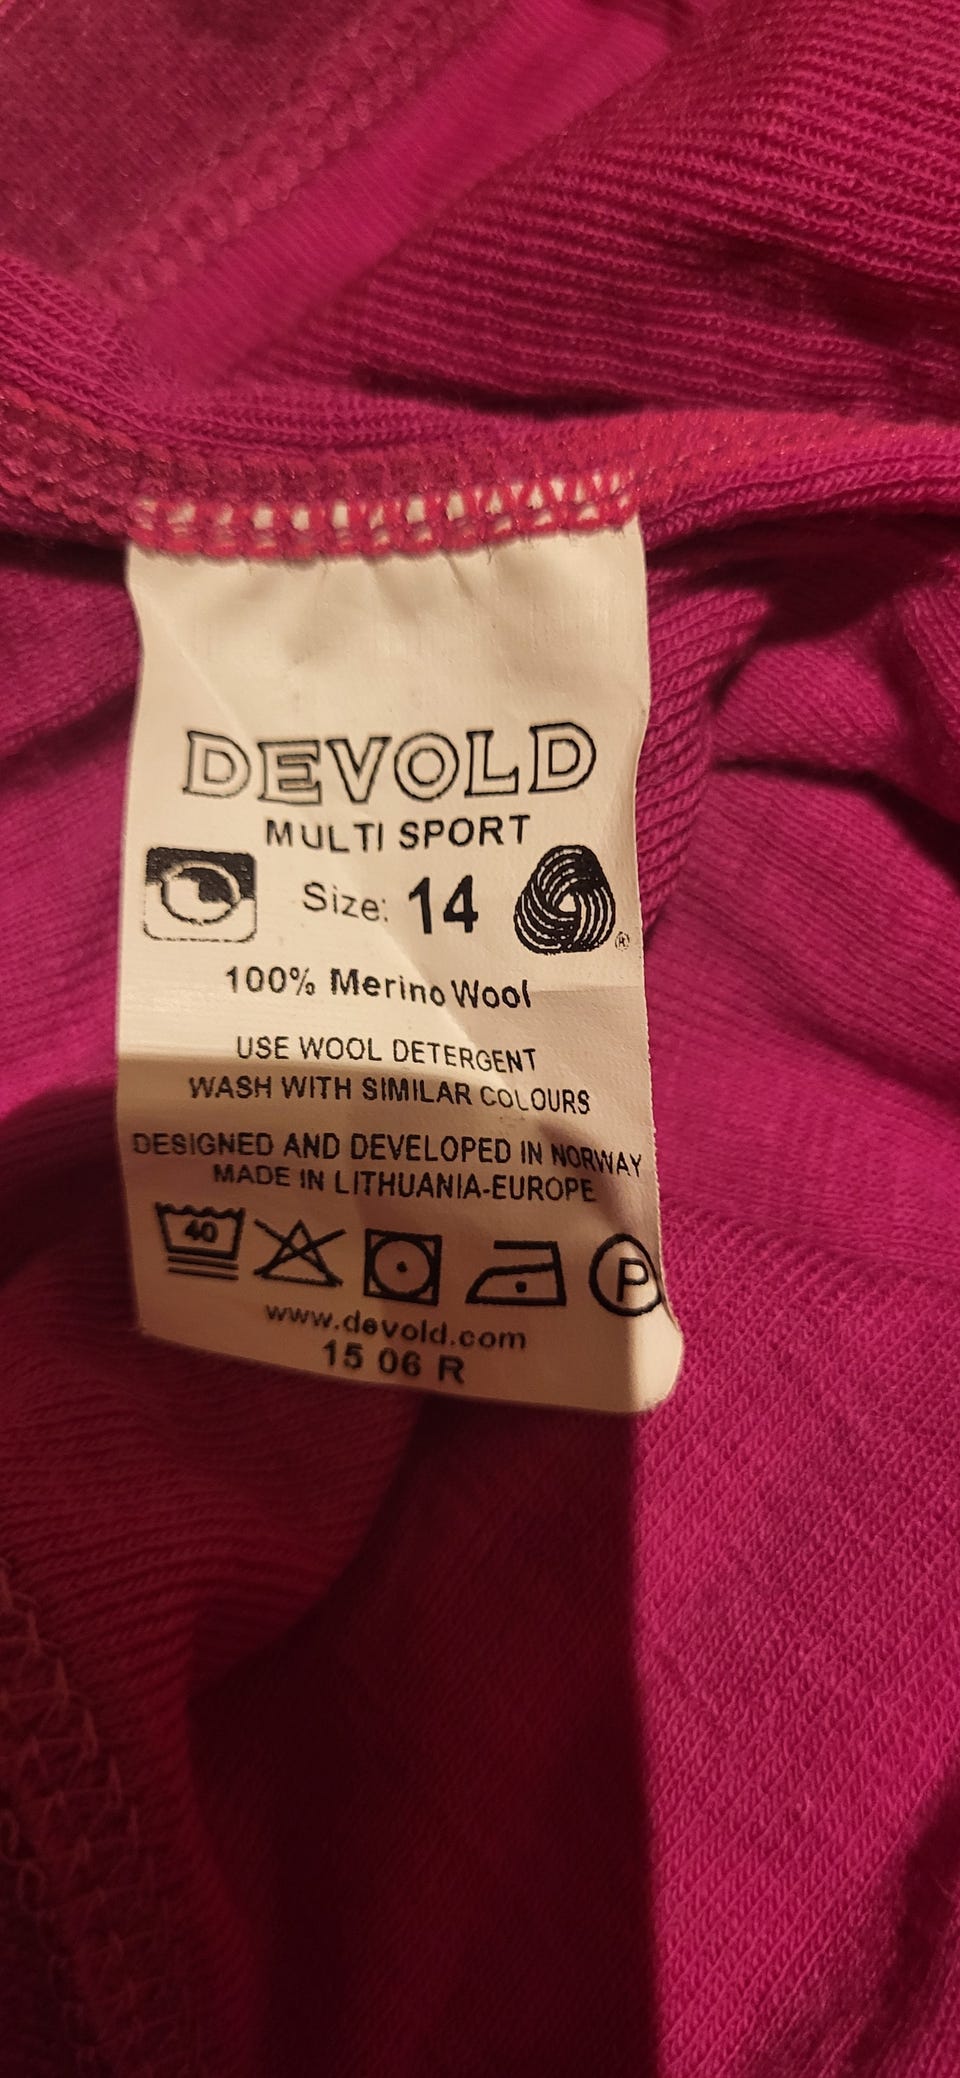 DEVOLD
MULTI SPORT
Size: 14
®
100% Merino Wool
USE WOOL DETERGENT
WASH WITH SIMILAR COLOURS
DESIGNED AND DEVELOPED IN NORWAY
MADE IN LITHUANIA-EUROPE
40 P
www.devold.com
15 06 R